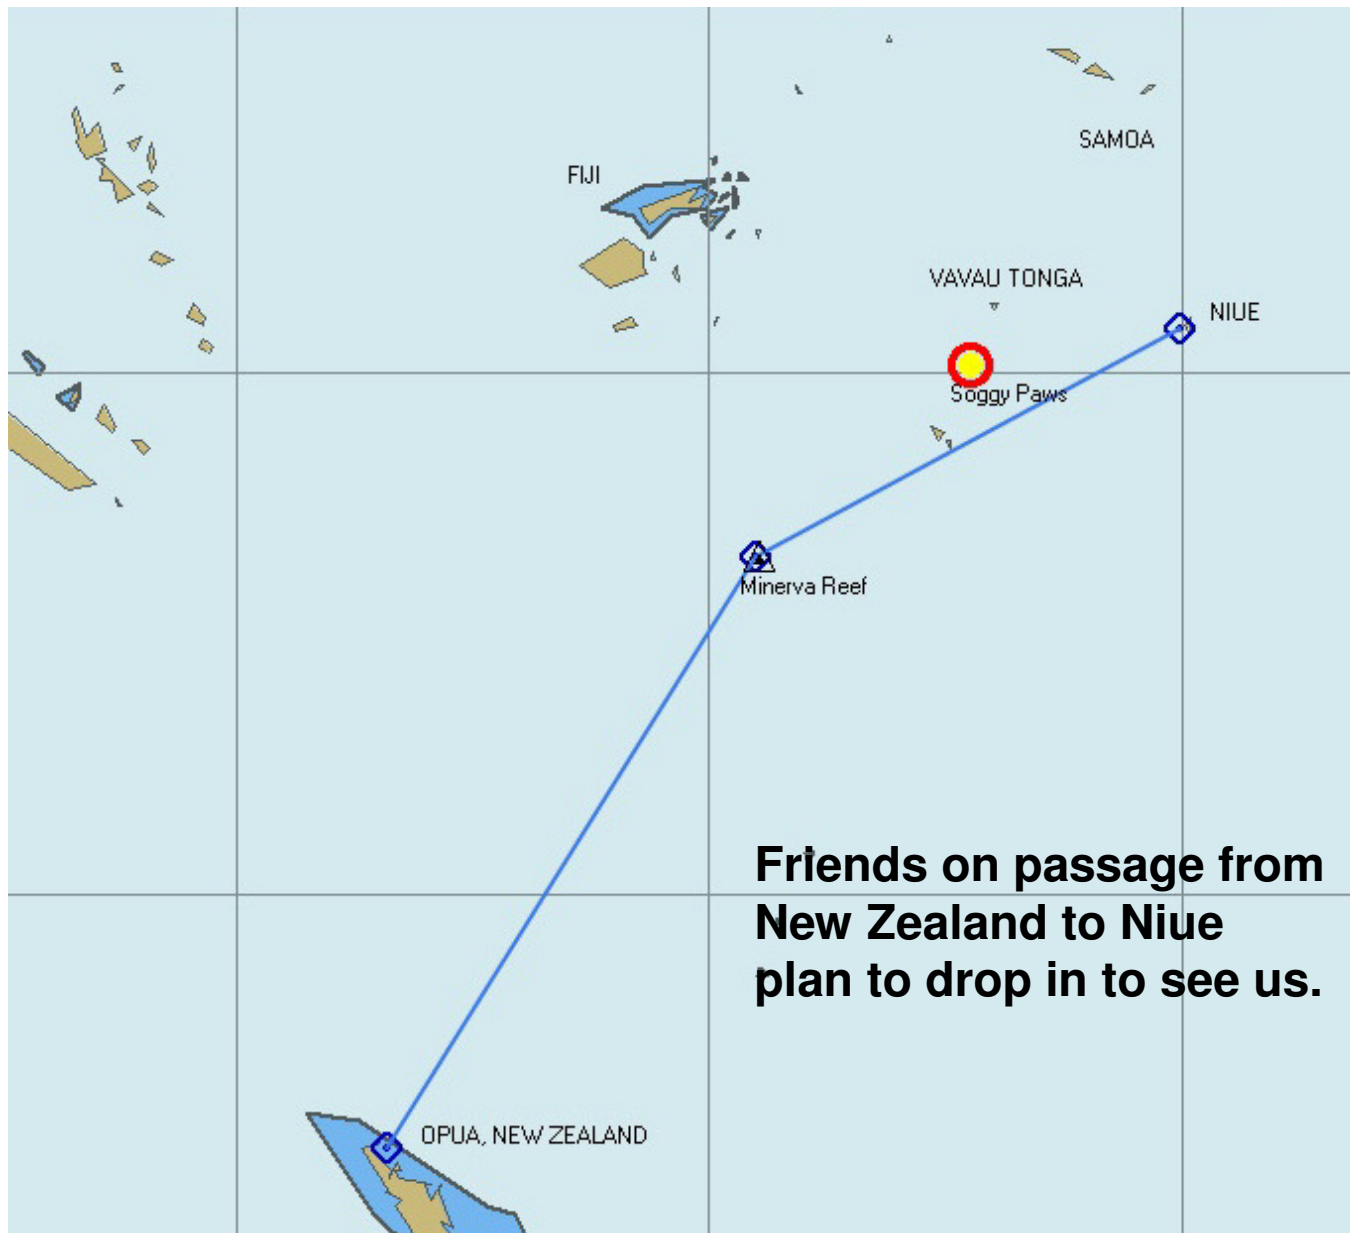 SAMOA
FIJI
VAVAU TONGA
NIUE
Soggy Paws
Minerva Reef
Friends on passage from
New Zealand to Niue
plan to drop in to see us.
OPUA, NEW ZEALAND